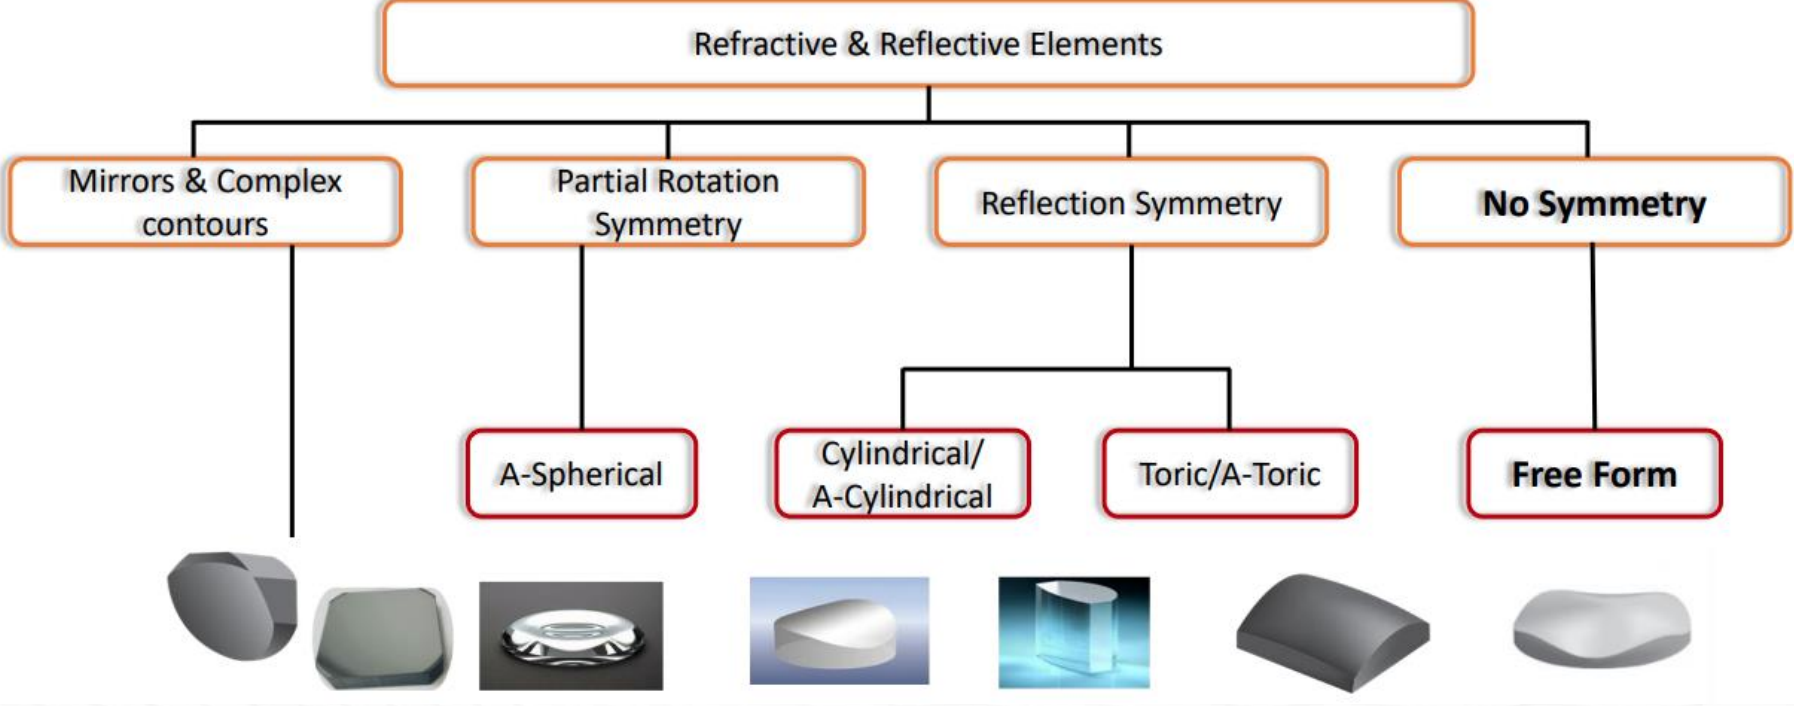 Refractive & Reflective Elements
Mirrors & Complex
contours
Partial Rotation
Symmetry
Reflection Symmetry
No Symmetry
A-Spherical
Cylindrical/
A-Cylindrical
Toric/A-Toric
Free Form